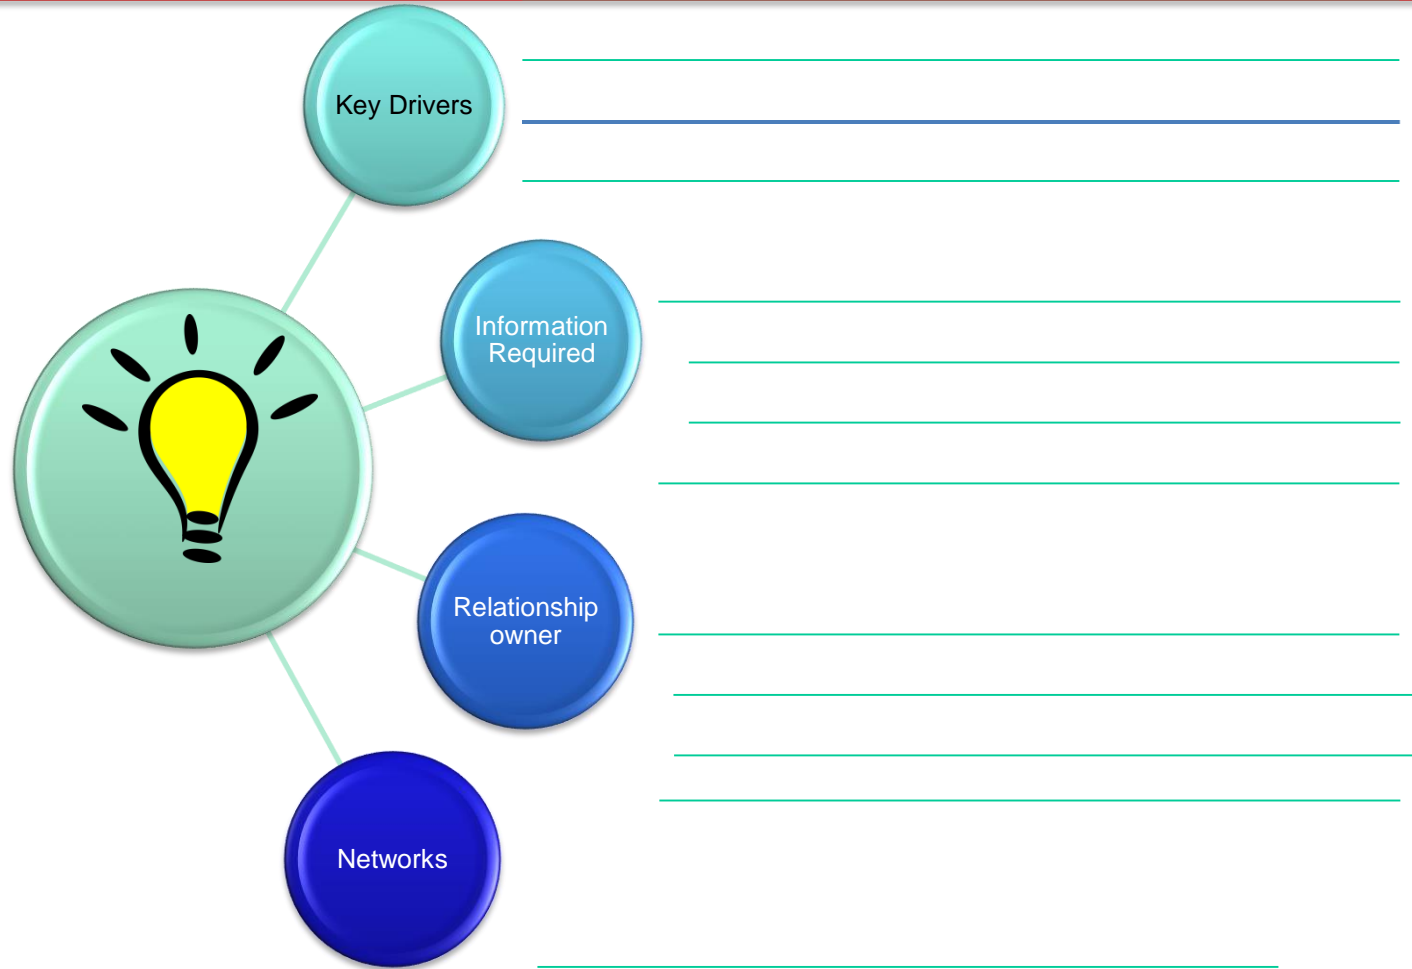 Key Drivers
Information
Required
Relationship
owner
Networks